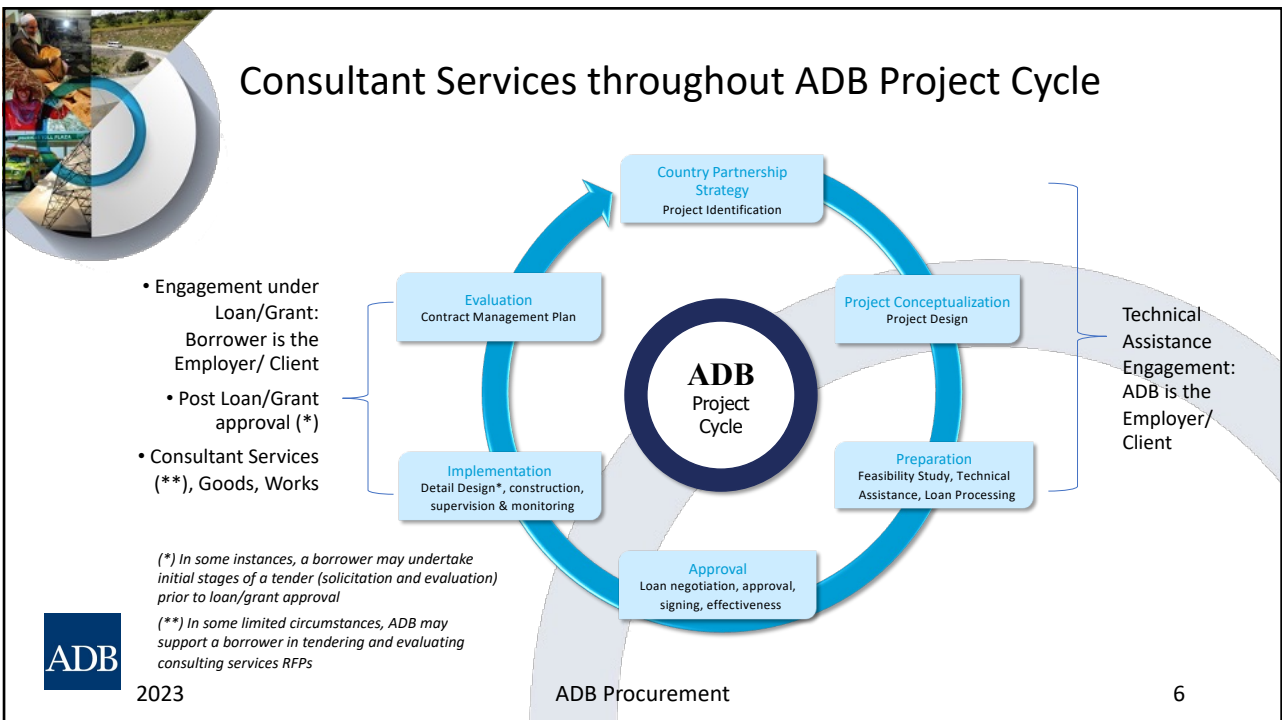 Consultant Services throughout ADB Project Cycle
Country Partnership
Strategy
Project Identification
Project Conceptualization
Project Design
Preparation
Feasibility Study, Technical
Assistance, Loan Processing
Approval
Loan negotiation, approval,
signing, effectiveness
Implementation
Detail Design*, construction,
supervision & monitoring
Evaluation
Contract Management Plan
ADB
Project
Cycle
• Engagement under
Loan/Grant:
Borrower is the
Employer/ Client
• Post Loan/Grant
approval (*)
• Consultant Services
(**), Goods, Works
Technical
Assistance
Engagement:
ADB is the
Employer/
Client
(*) In some instances, a borrower may undertake
initial stages of a tender (solicitation and evaluation)
prior to loan/grant approval
(**) In some limited circumstances, ADB may
support a borrower in tendering and evaluating
consulting services RFPs
ADB
2023
ADB Procurement
6